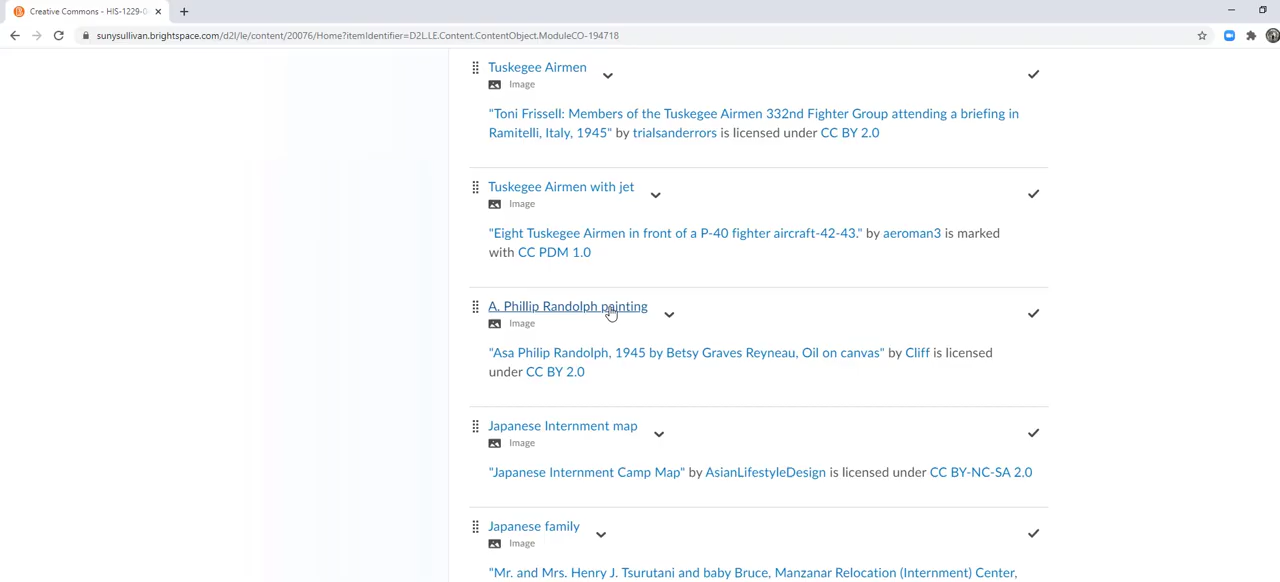 Creative Commons - HIS-1229-0
sunysullivan.brightspace.com/d2l/le/content/20076/Home?itemIdentifier=D2L.LE.Content.ContentObject.ModuleCO-194718
Tuskegee Airmen
Image
"Toni Frissell: Members of the Tuskegee Airmen 332nd Fighter Group attending a briefing in
Ramitelli, Italy, 1945" by trialsanderrors is licensed under CC BY 2.0
Tuskegee Airmen with jet
Image
"Eight Tuskegee Airmen in front of a P-40 fighter aircraft-42-43." by aeroman3 is marked
with CC PDM 1.0
A. Phillip Randolph painting
Image
"Asa Philip Randolph, 1945 by Betsy Graves Reyneau, Oil on canvas" by Cliff is licensed
under CC BY 2.0
Japanese Internment map
Image
"Japanese Internment Camp Map" by AsianLifestyleDesign is licensed under CC BY-NC-SA 2.0
Japanese family
Image
"Mr. and Mrs. Henry J. Tsurutani and baby Bruce, Manzanar Relocation (Internment) Center,